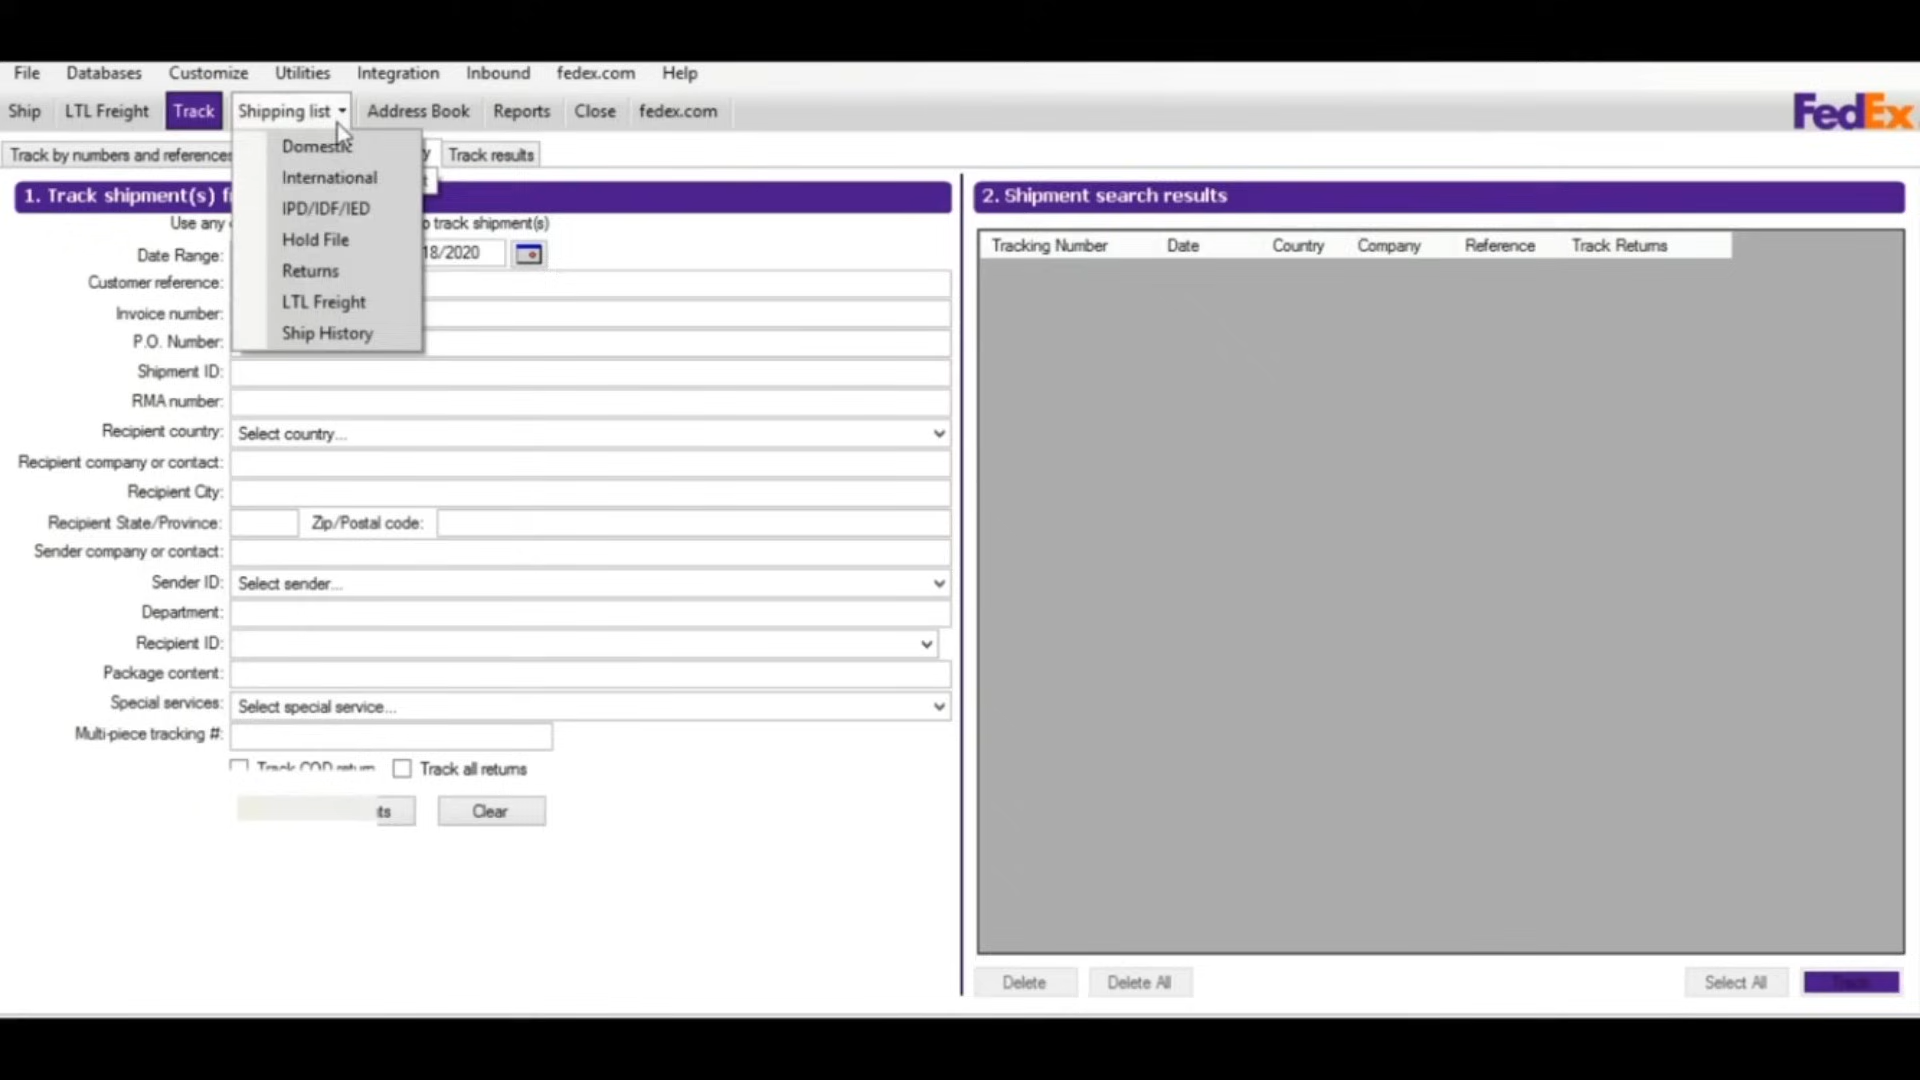 File Databases Customize Utilities Integration Inbound fedex.com Help
Ship LTL Freight Track Shipping list Address Book Reports Close fedex.com
FedEx
Track by numbers and references Track results
Domestic
International
IPD/IDF/IED
Hold File
Returns
LTL Freight
Ship History
1. Track shipment(s)
Use any track shipment(s)
Date Range: 18/2020
Customer reference:
Invoice number:
P.O. Number:
Shipment ID:
RMA number:
Recipient country: Select country...
Recipient company or contact:
Recipient City:
Recipient State/Province: Zip/Postal code:
Sender company or contact:
Sender ID: Select sender...
Department:
Recipient ID:
Package content:
Special services: Select special service...
Multi-piece tracking #:
Track COD return Track all returns
Clear
2. Shipment search results
Tracking Number Date Country Company Reference Track Returns
Delete Delete All Select All